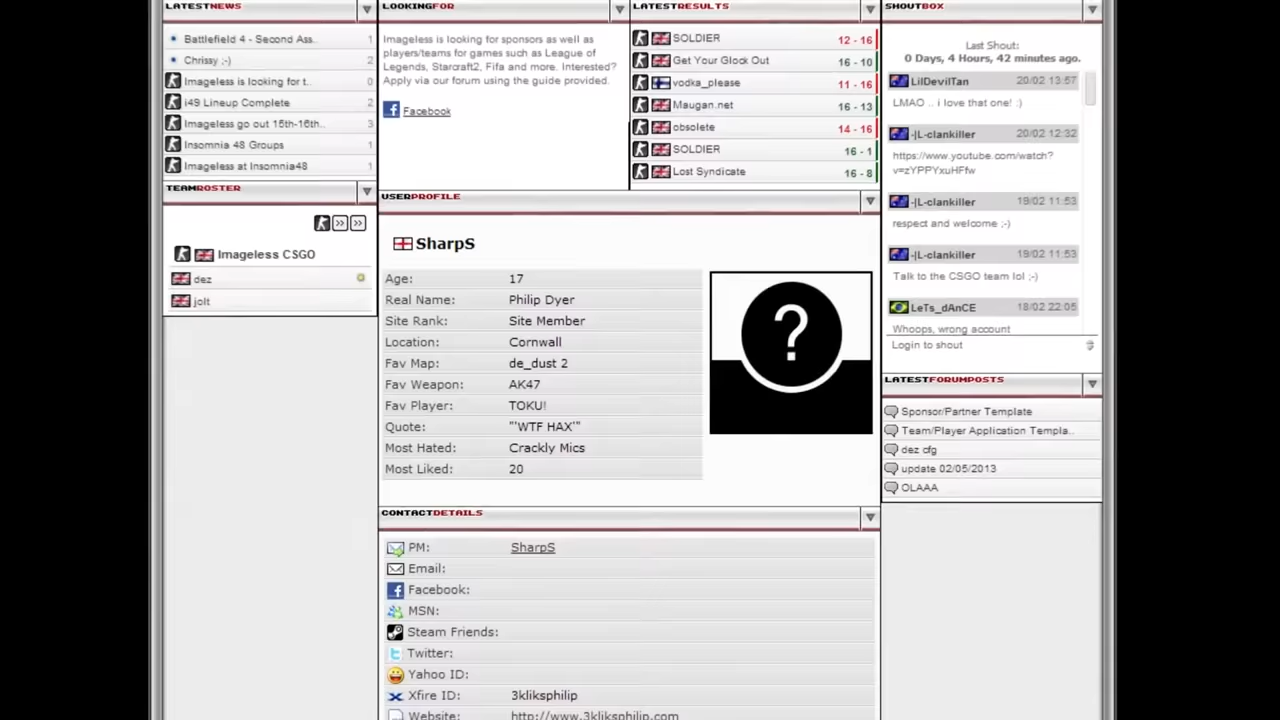 LATESTNEWS
Battlefield 4 - Second Ass.. 1
Chrissy ;-) 2
Imageless is looking for t.. 0
i49 Lineup Complete 2
Imageless go out 15th-16th.. 3
Insomnia 48 Groups 1
Imageless at Insomnia48 1
TEAMROSTER
Imageless CSGO
dez
jolt
LOOKINGFOR
Imageless is looking for sponsors as well as
players/teams for games such as League of
Legends, Starcraft2, Fifa and more. Interested?
Apply via our forum using the guide provided.
Facebook
LATESTRESULTS
SOLDIER 12 - 16
Get Your Glock Out 16 - 10
vodka_please 11 - 16
Maugan.net 16 - 13
obsolete 14 - 16
SOLDIER 16 - 1
Lost Syndicate 16 - 8
USERPROFILE
SharpS
Age: 17
Real Name: Philip Dyer
Site Rank: Site Member
Location: Cornwall
Fav Map: de_dust 2
Fav Weapon: AK47
Fav Player: TOKU!
Quote: "'WTF HAX'"
Most Hated: Crackly Mics
Most Liked: 20
?
CONTACTDETAILS
PM: SharpS
Email:
Facebook:
MSN:
Steam Friends:
Twitter:
Yahoo ID:
Xfire ID: 3kliksphilip
Website: http://www.3kliksphilip.com
SHOUTBOX
Last Shout:
0 Days, 4 Hours, 42 minutes ago.
LilDevilTan 20/02 13:57
LMAO .. i love that one! :)
-|L-clankiller 20/02 12:32
https://www.youtube.com/watch?
v=zYPPYxuHFfw
-|L-clankiller 19/02 11:53
respect and welcome ;-)
-|L-clankiller 19/02 11:53
Talk to the CSGO team lol ;-)
LeTs_dAnCE 18/02 22:05
Whoops, wrong account
Login to shout
LATESTFORUMPOSTS
Sponsor/Partner Template
Team/Player Application Templa..
dez cfg
update 02/05/2013
OLAAA